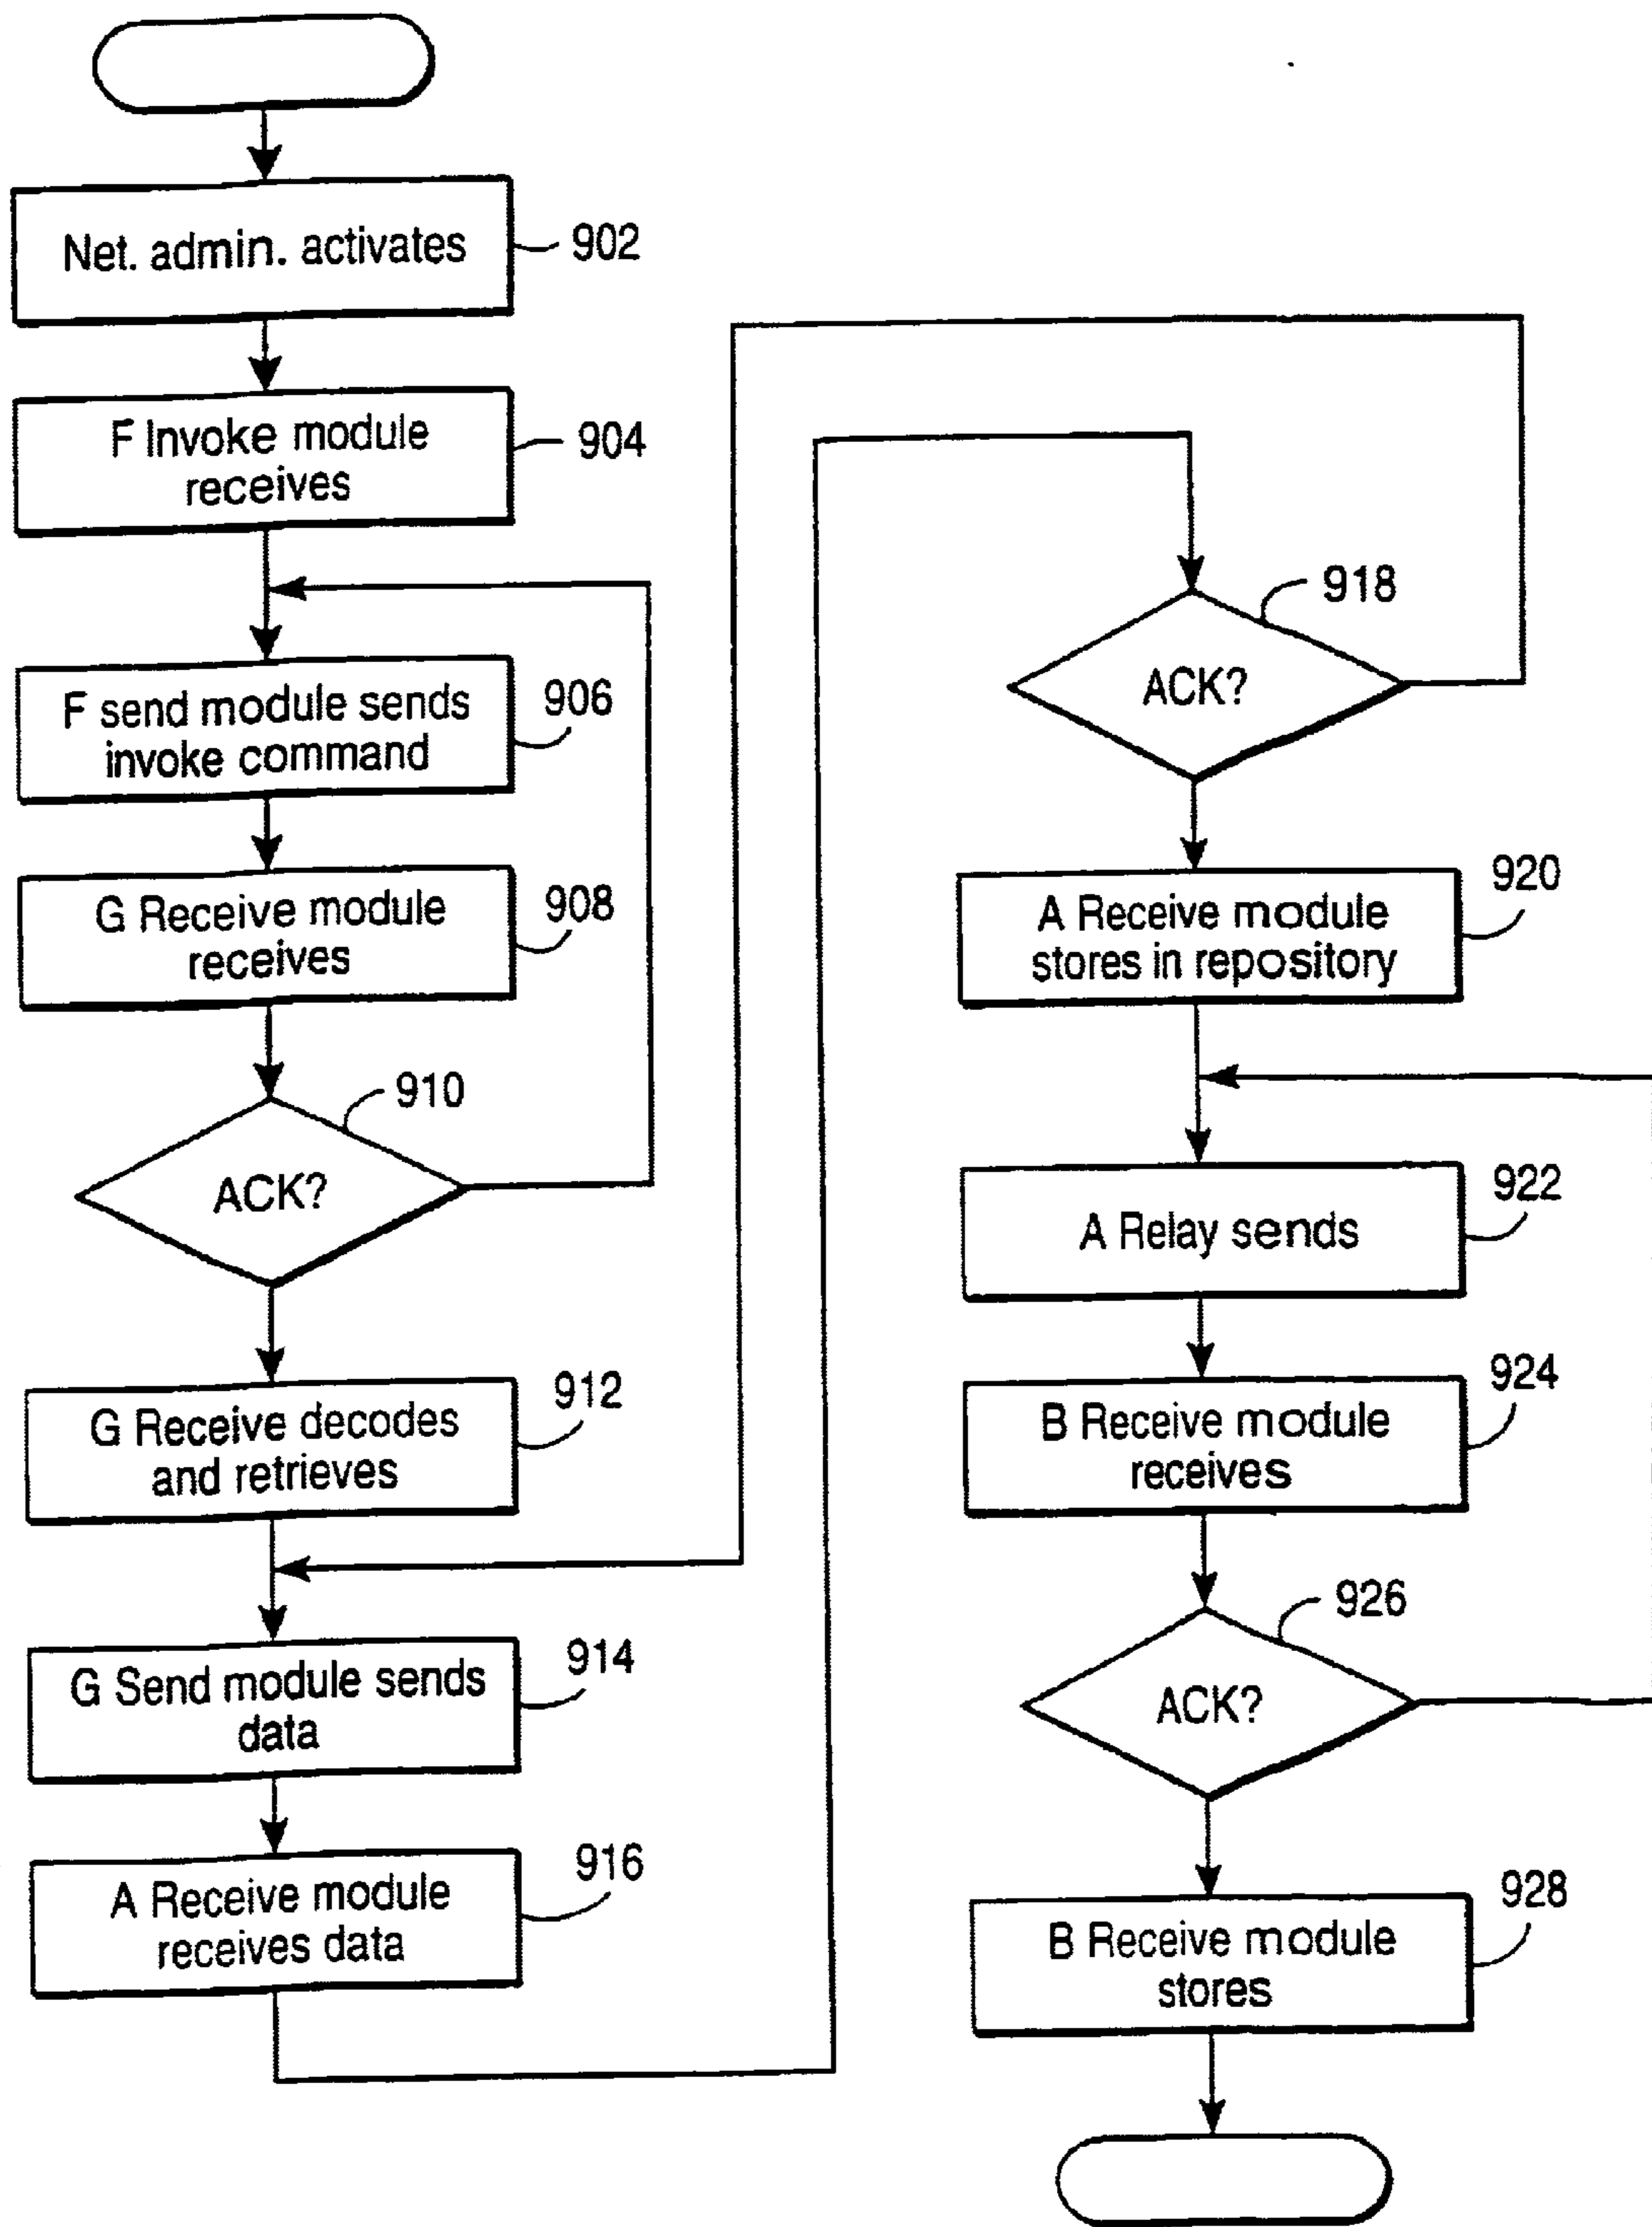 Net. admin. activates
902
F Invoke module
receives
904
F send module sends
invoke command
906
G Receive module
receives
908
910
ACK?
G Receive decodes
and retrieves
912
G Send module sends
data
914
A Receive module
receives data
916
918
ACK?
A Receive module
stores in repository
920
A Relay sends
922
B Receive module
receives
924
926
ACK?
B Receive module
stores
928